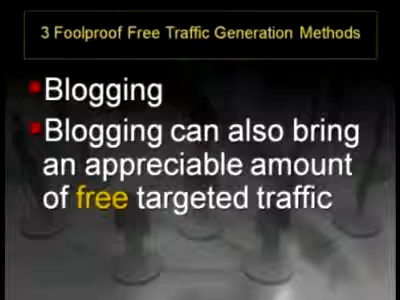 3 Foolproof Free Traffic Generation Methods
Blogging
Blogging can also bring
an appreciable amount
of free targeted traffic